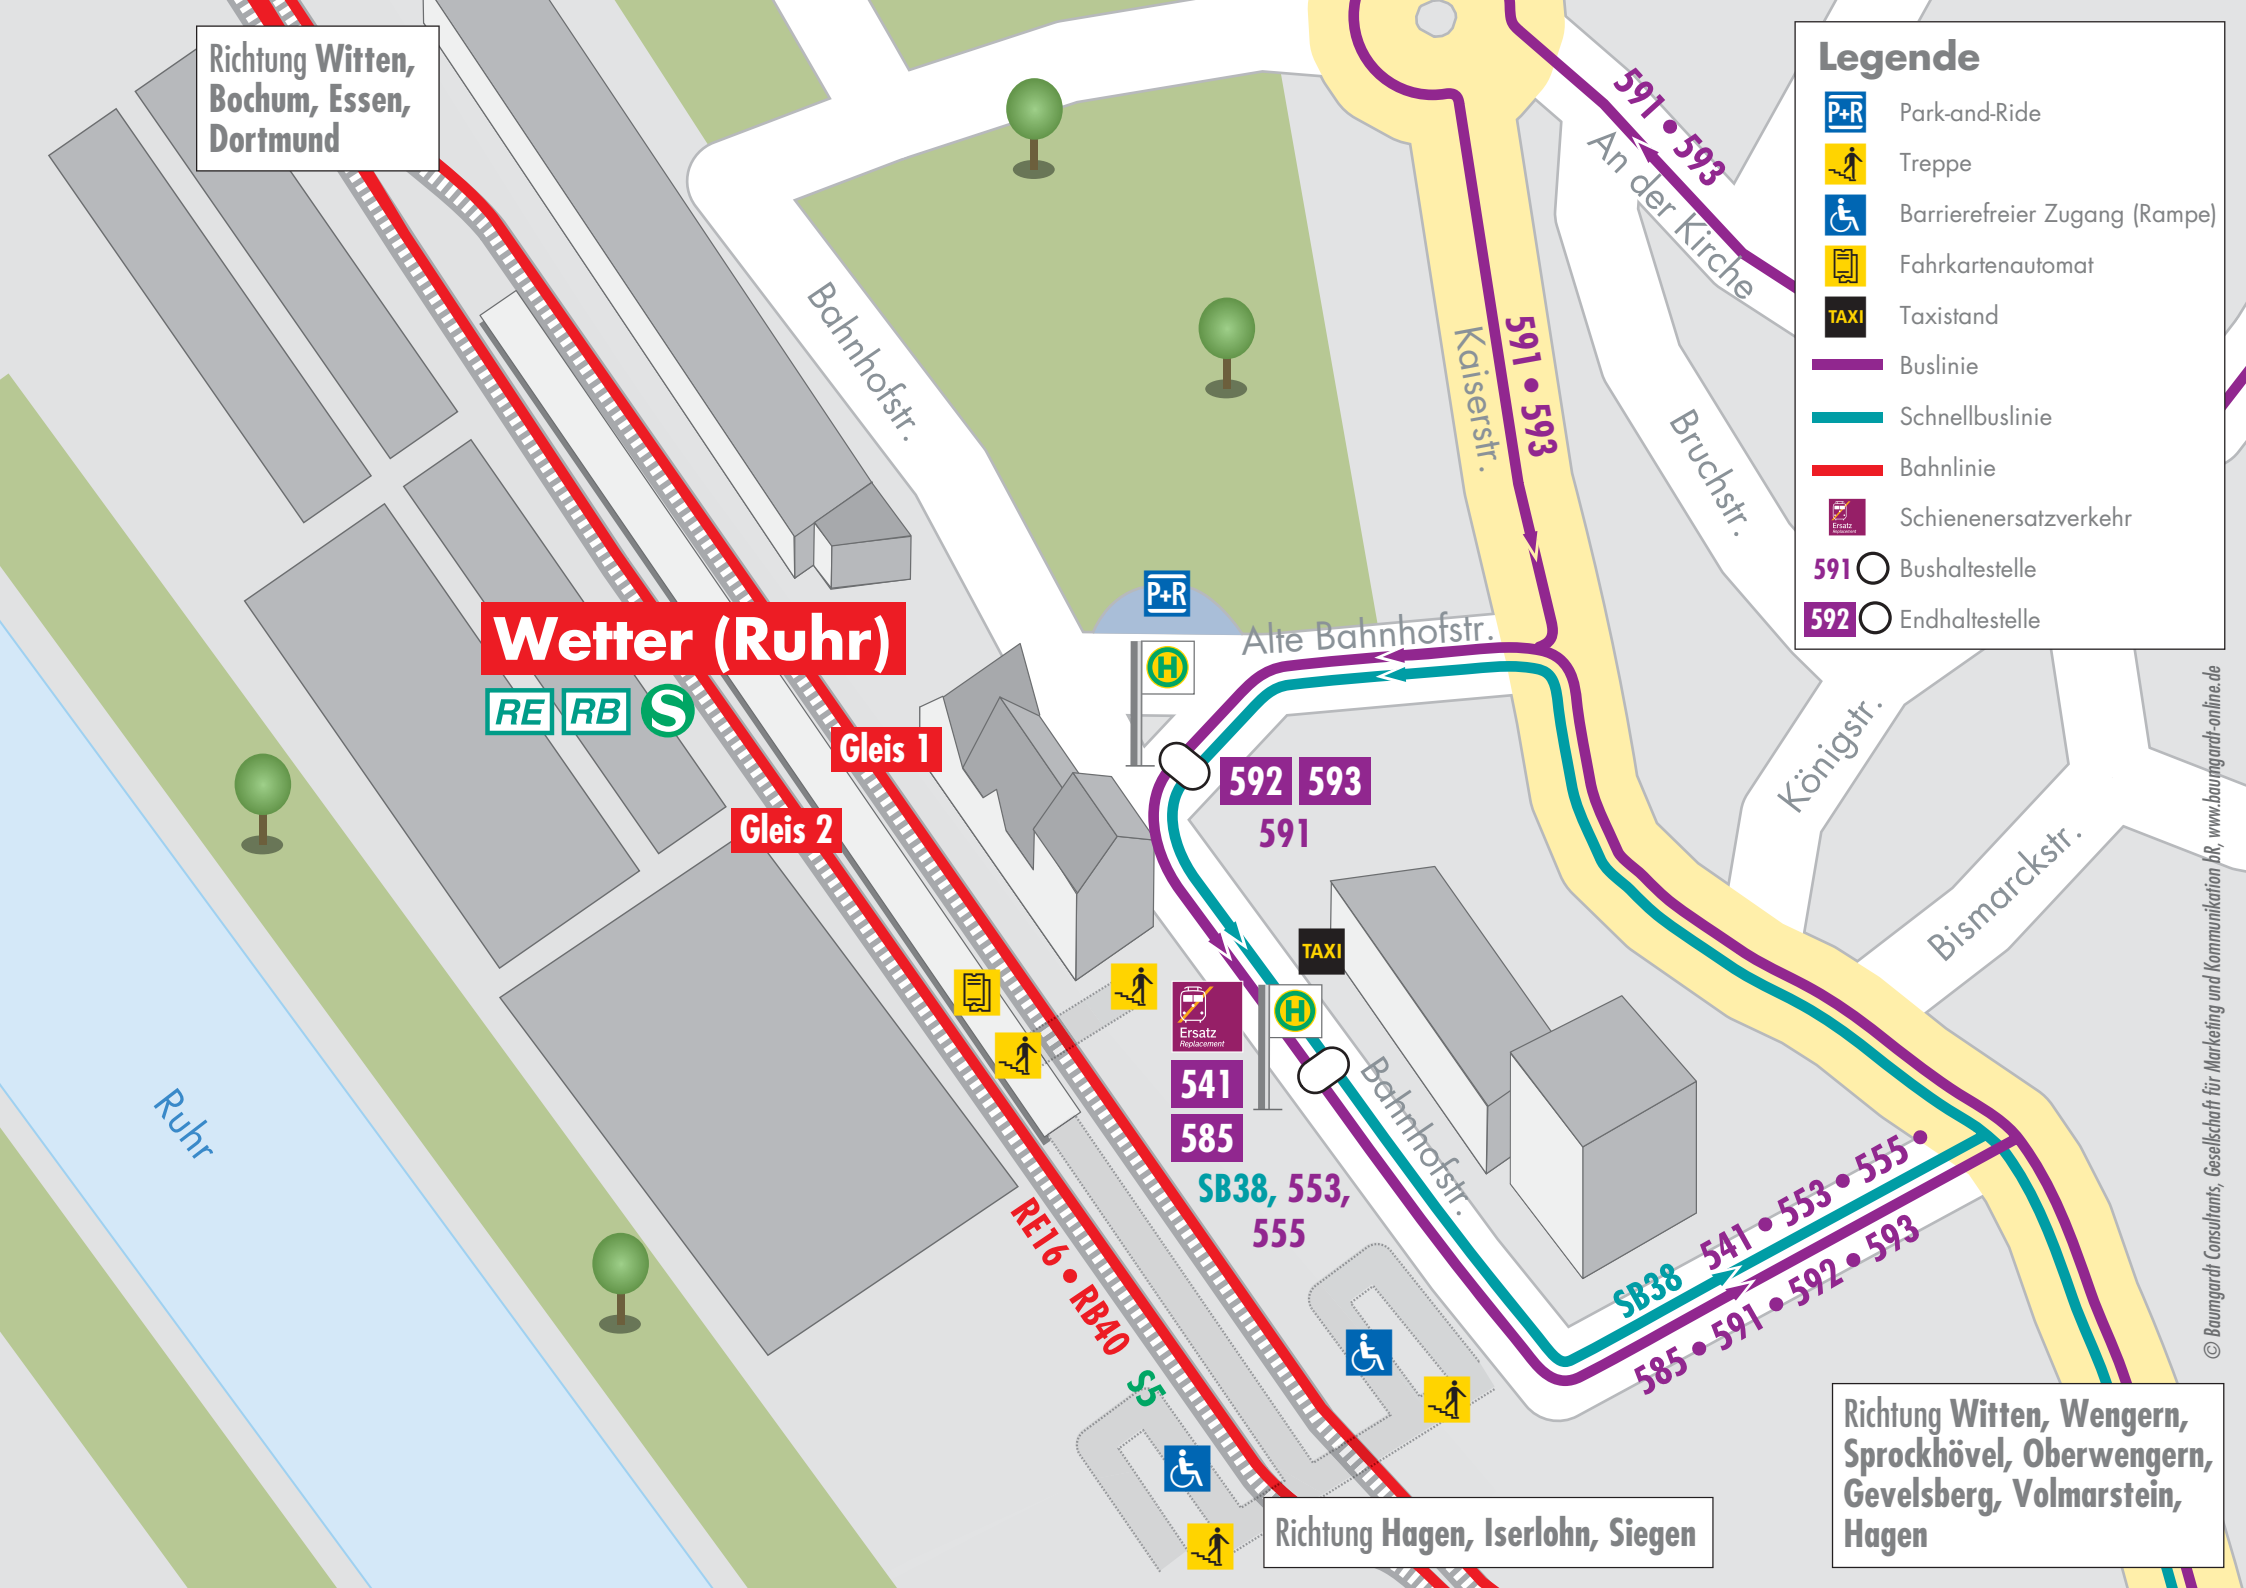 Richtung Witten,
Bochum, Essen,
Dortmund
591 • 593
An der Kirche
Bahnhofstr.
Kaiserstr.
591 • 593
Bruchstr.
Legende
P+R Park-and-Ride
Treppe
Barrierefreier Zugang (Rampe)
Fahrkartenautomat
TAXI Taxistand
Buslinie
Schnellbuslinie
Bahnlinie
Ersatz
Replacement
Schienenersatzverkehr
591 Bushaltestelle
592 Endhaltestelle
P+R
Alte Bahnhofstr.
H
Wetter (Ruhr)
RE RB S
Gleis 1
Gleis 2
592 593
591
Königstr.
Bismarckstr.
TAXI
Ersatz
Replacement
H
541
585
SB38, 553,
555
Bahnhofstr.
Ruhr
RE16 • RB40 S5
SB38 541 • 553 • 555 •
585 • 591 • 592 • 593
Richtung Hagen, Iserlohn, Siegen
Richtung Witten, Wengern,
Sprockhövel, Oberwengern,
Gevelsberg, Volmarstein,
Hagen
© Baumgardt Consultants, Gesellschaft für Marketing und Kommunikation bR, www.baumgardt-online.de